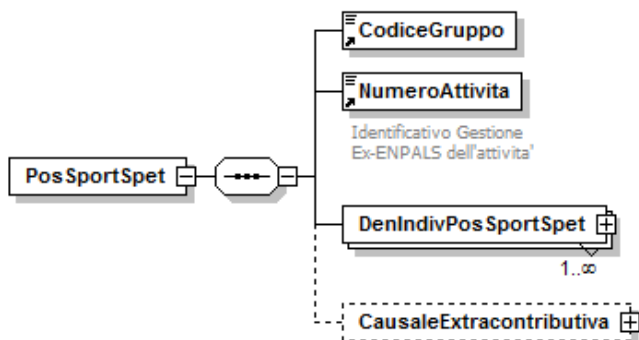 CodiceGruppo
NumeroAttivita
Identificativo Gestione
Ex-ENPALS dell'attivita'
PosSportSpet
DenIndivPosSportSpet
1..∞
CausaleExtracontributiva